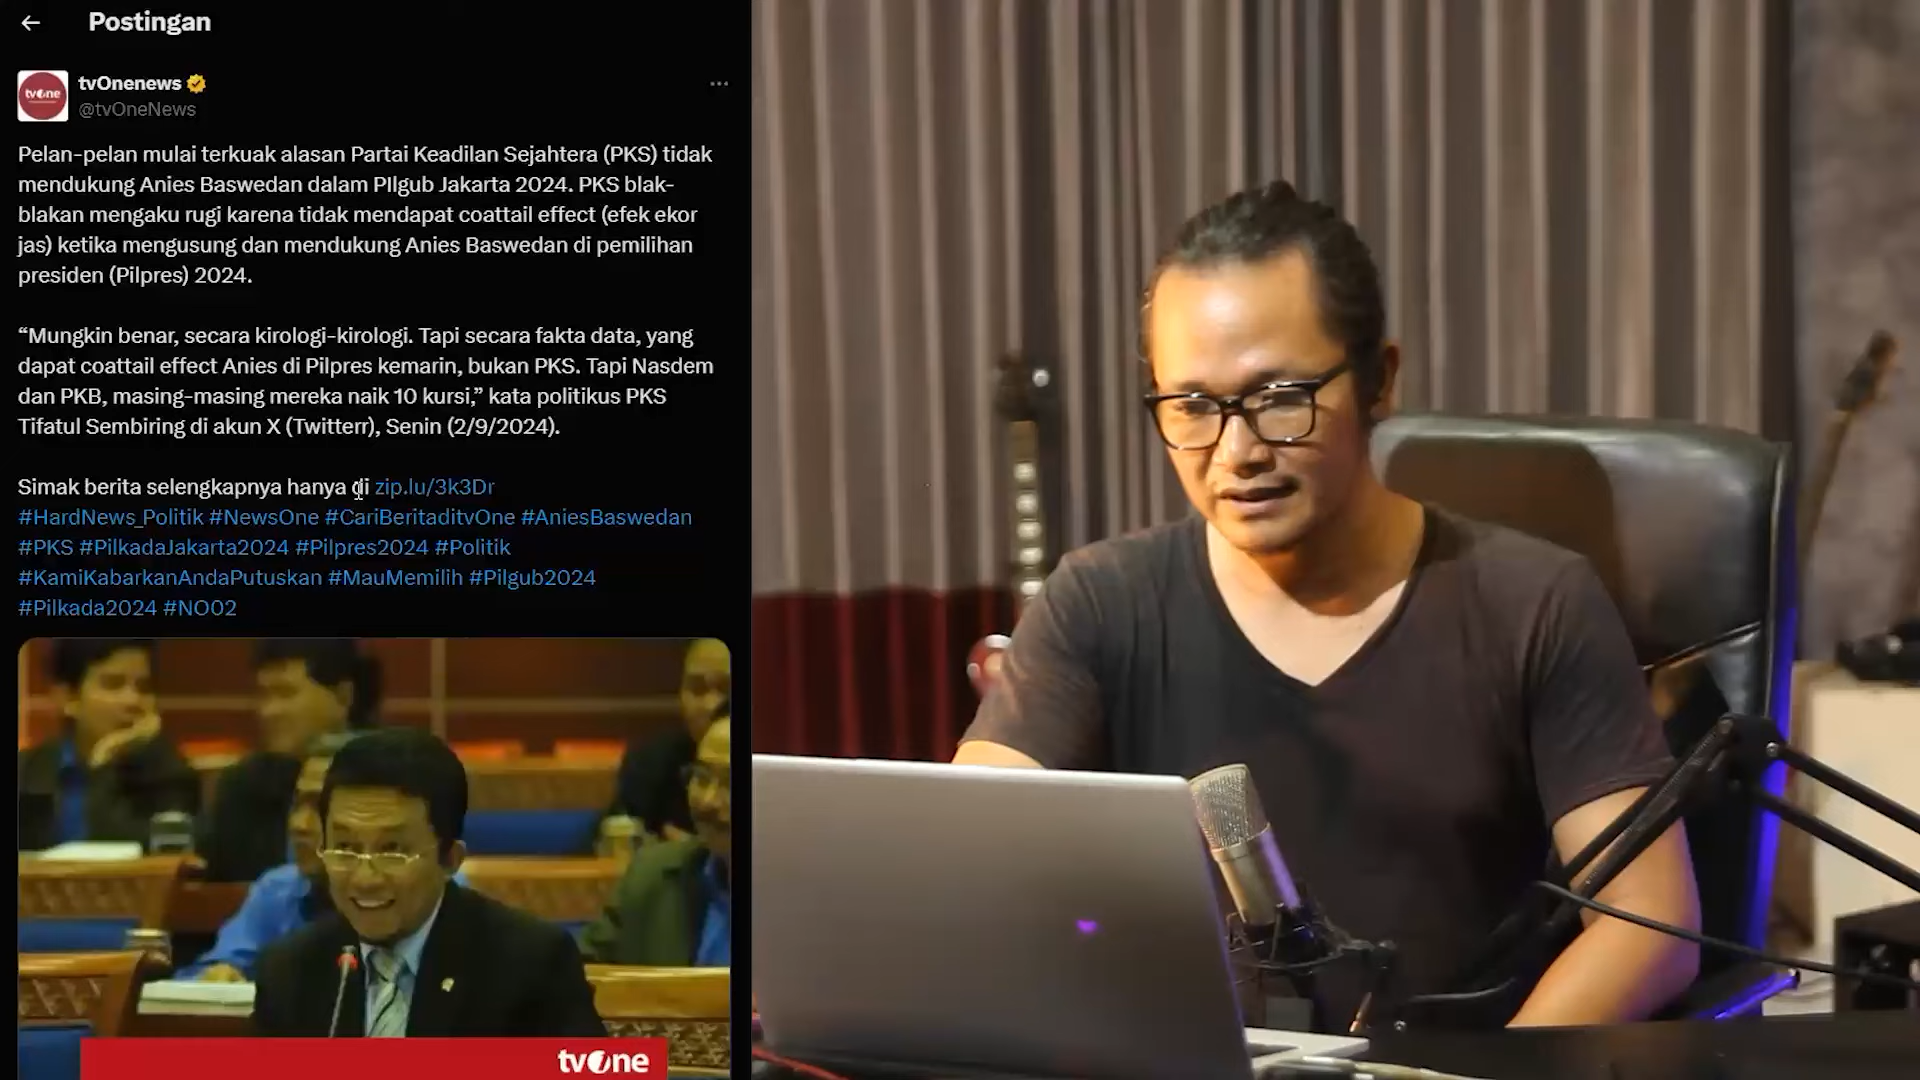 Postingan
tvOnenews
@tvOneNews
Pelan-pelan mulai terkuak alasan Partai Keadilan Sejahtera (PKS) tidak
mendukung Anies Baswedan dalam PIlgub Jakarta 2024. PKS blak-
blakan mengaku rugi karena tidak mendapat coattail effect (efek ekor
jas) ketika mengusung dan mendukung Anies Baswedan di pemilihan
presiden (Pilpres) 2024.
“Mungkin benar, secara kirologi-kirologi. Tapi secara fakta data, yang
dapat coattail effect Anies di Pilpres kemarin, bukan PKS. Tapi Nasdem
dan PKB, masing-masing mereka naik 10 kursi,” kata politikus PKS
Tifatul Sembiring di akun X (Twitterr), Senin (2/9/2024).
Simak berita selengkapnya hanya di zip.lu/3k3Dr
#HardNews_Politik #NewsOne #CariBeritaditvOne #AniesBaswedan
#PKS #PilkadaJakarta2024 #Pilpres2024 #Politik
#KamiKabarkanAndaPutuskan #MauMemilih #Pilgub2024
#Pilkada2024 #NO02
tvOne